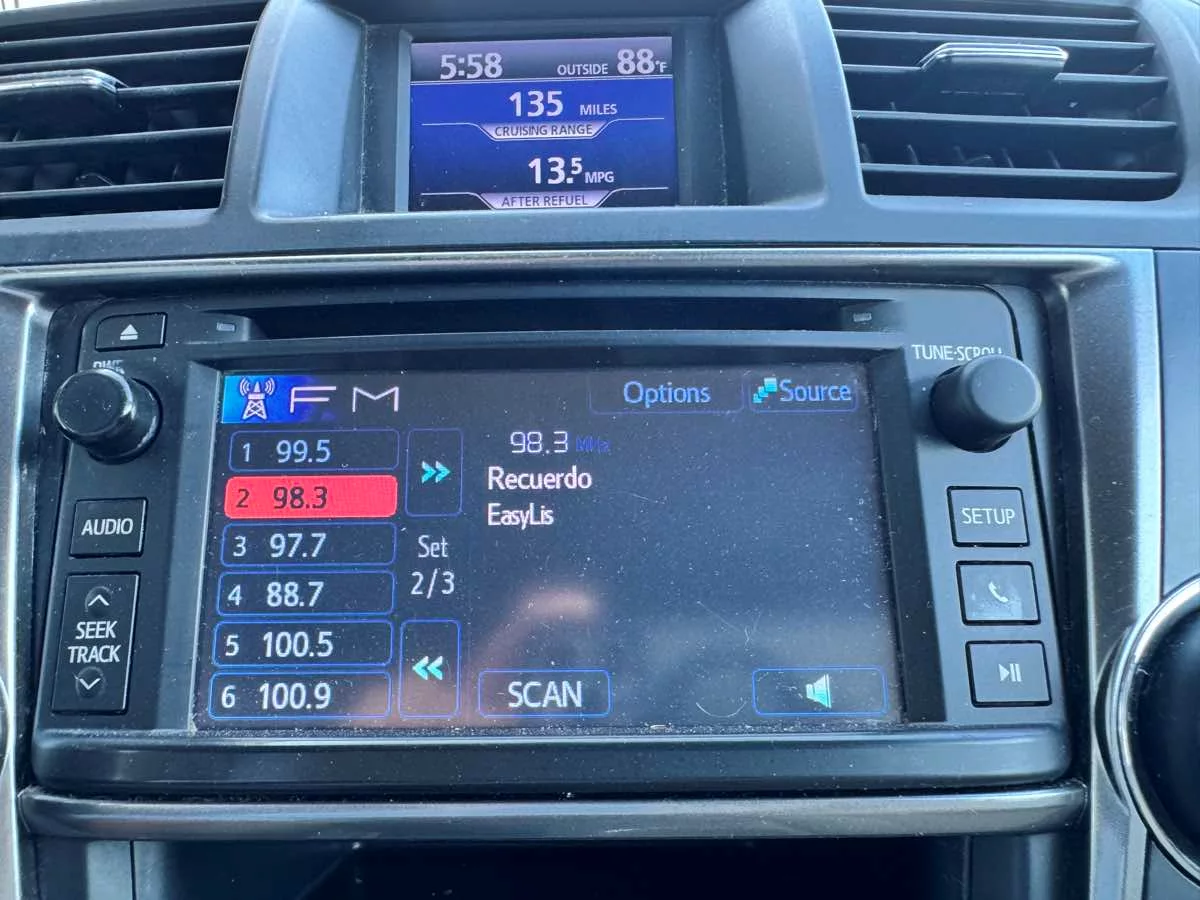 5:58 OUTSIDE 88°F
135 MILES
CRUISING RANGE
13.5 MPG
AFTER REFUEL
TUNE·SCROLL
FM Options Source
1 99.5
98.3 MHz
2 98.3
Recuerdo
EasyLis
3 97.7
4 88.7
5 100.5
6 100.9
Set
2/3
SCAN
AUDIO
SEEK
TRACK
SETUP